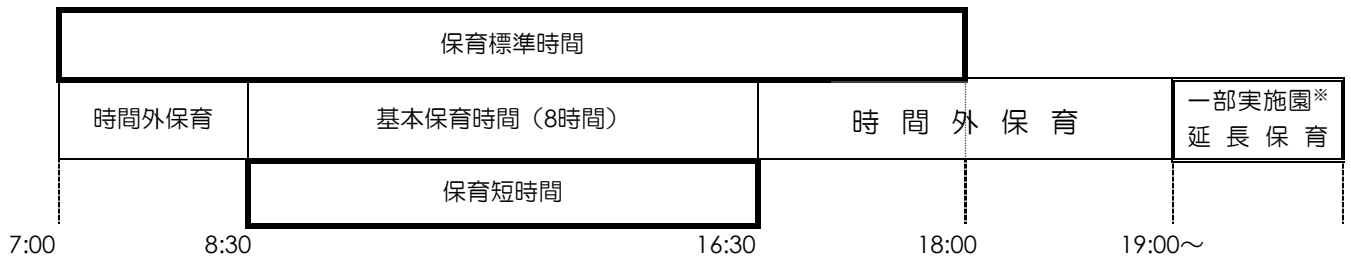 保育標準時間
時間外保育
基本保育時間（8時間）
時間外保育
一部実施園※
延長保育
保育短時間
7:00
8:30
16:30
18:00
19:00～